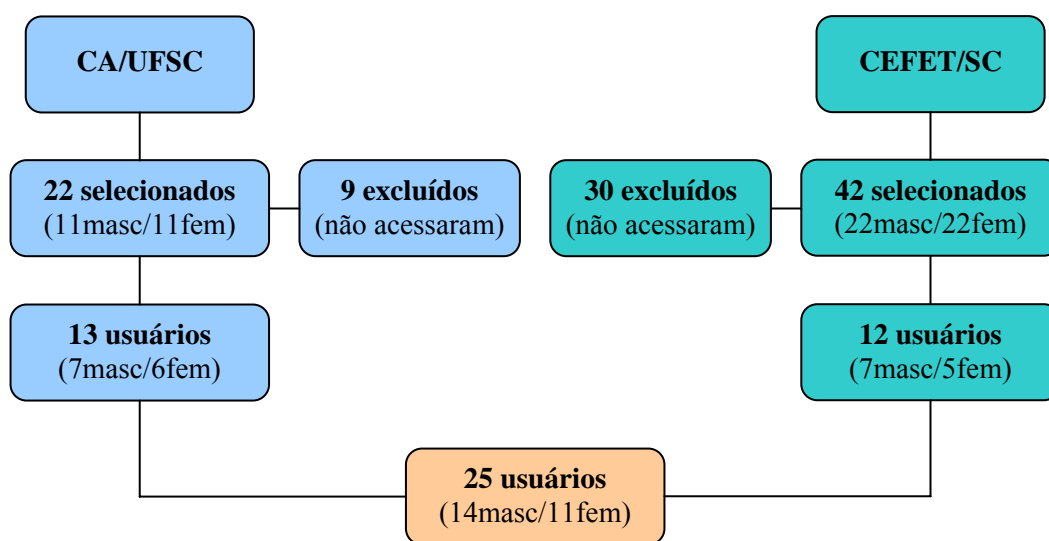 CA/UFSC
CEFET/SC
22 selecionados
(11masc/11fem)
9 excluídos
(não acessaram)
30 excluídos
(não acessaram)
42 selecionados
(22masc/22fem)
13 usuários
(7masc/6fem)
12 usuários
(7masc/5fem)
25 usuários
(14masc/11fem)